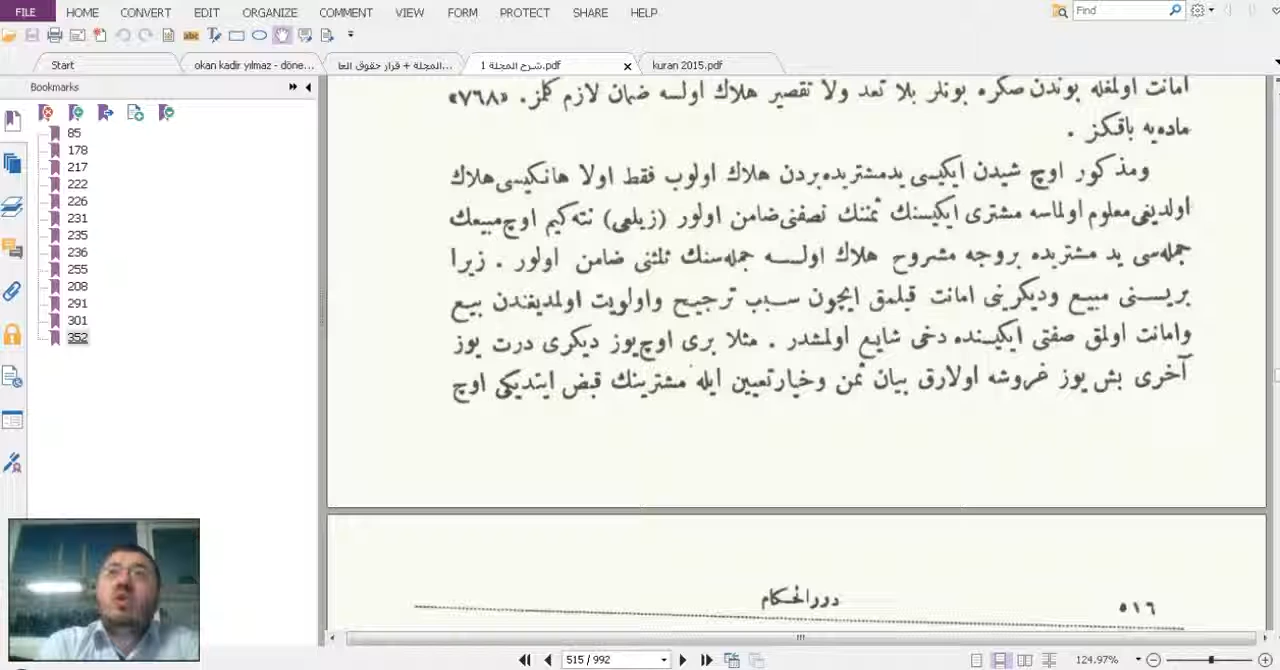 FILE HOME CONVERT EDIT ORGANIZE COMMENT VIEW FORM PROTECT SHARE HELP
Find
Start
okan kadir yılmaz - döne...
المجلة + قرار حقوق العا...
شرح المجلة 1.pdf
kuran 2015.pdf
Bookmarks
85
178
217
222
226
231
235
236
255
208
291
301
352
امانت اولمغله بوندن صكره بونلر بلا تعد ولا تقصير هلاك اولسه ضمان لازم كلمز. «٧٦٨»
ماده‌يه باقكز .
ومذكور اوچ شيدن ايكيسى يدمشتريده‌بردن هلاك اولوب فقط اولا هانكيسى هلاك
اولديغى معلوم اولماسه مشترى ايكيسنك ثمننك نصفنى ضامن اولور (زيلعى) نته‌كيم اوچ مبيعك
جمله‌سى يد مشتريده بروجه مشروح هلاك اولسه جمله‌سنك ثلثنى ضامن اولور . زيرا
بريسنى مبيع وديكرينى امانت قيلمق ايچون سبب ترجيح واولويت اولمديغندن بيع
وامانت اولمق صفتى ايكيسنده دخى شايع اولمشدر . مثلا برى اوچ يوز ديكرى درت يوز
آخرى بش يوز غروشه اولارق بيان ثمن وخيارتعيين ايله مشترينك قبض ايتديكى اوچ
دررالحكام
٥١٦
515 / 992
124.97%